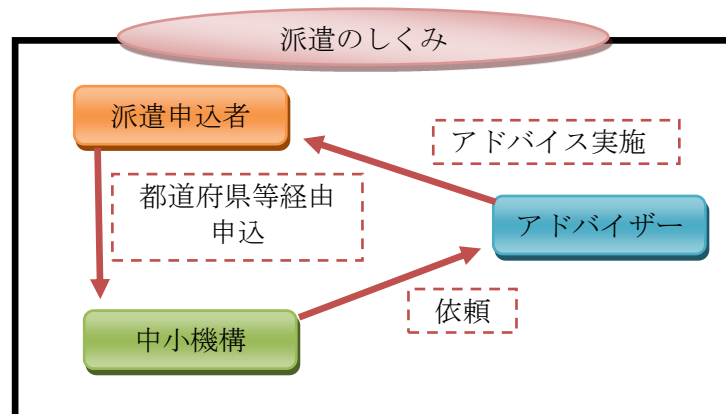 派遣のしくみ
派遣申込者
アドバイス実施
都道府県等経由
申込
アドバイザー
依頼
中小機構